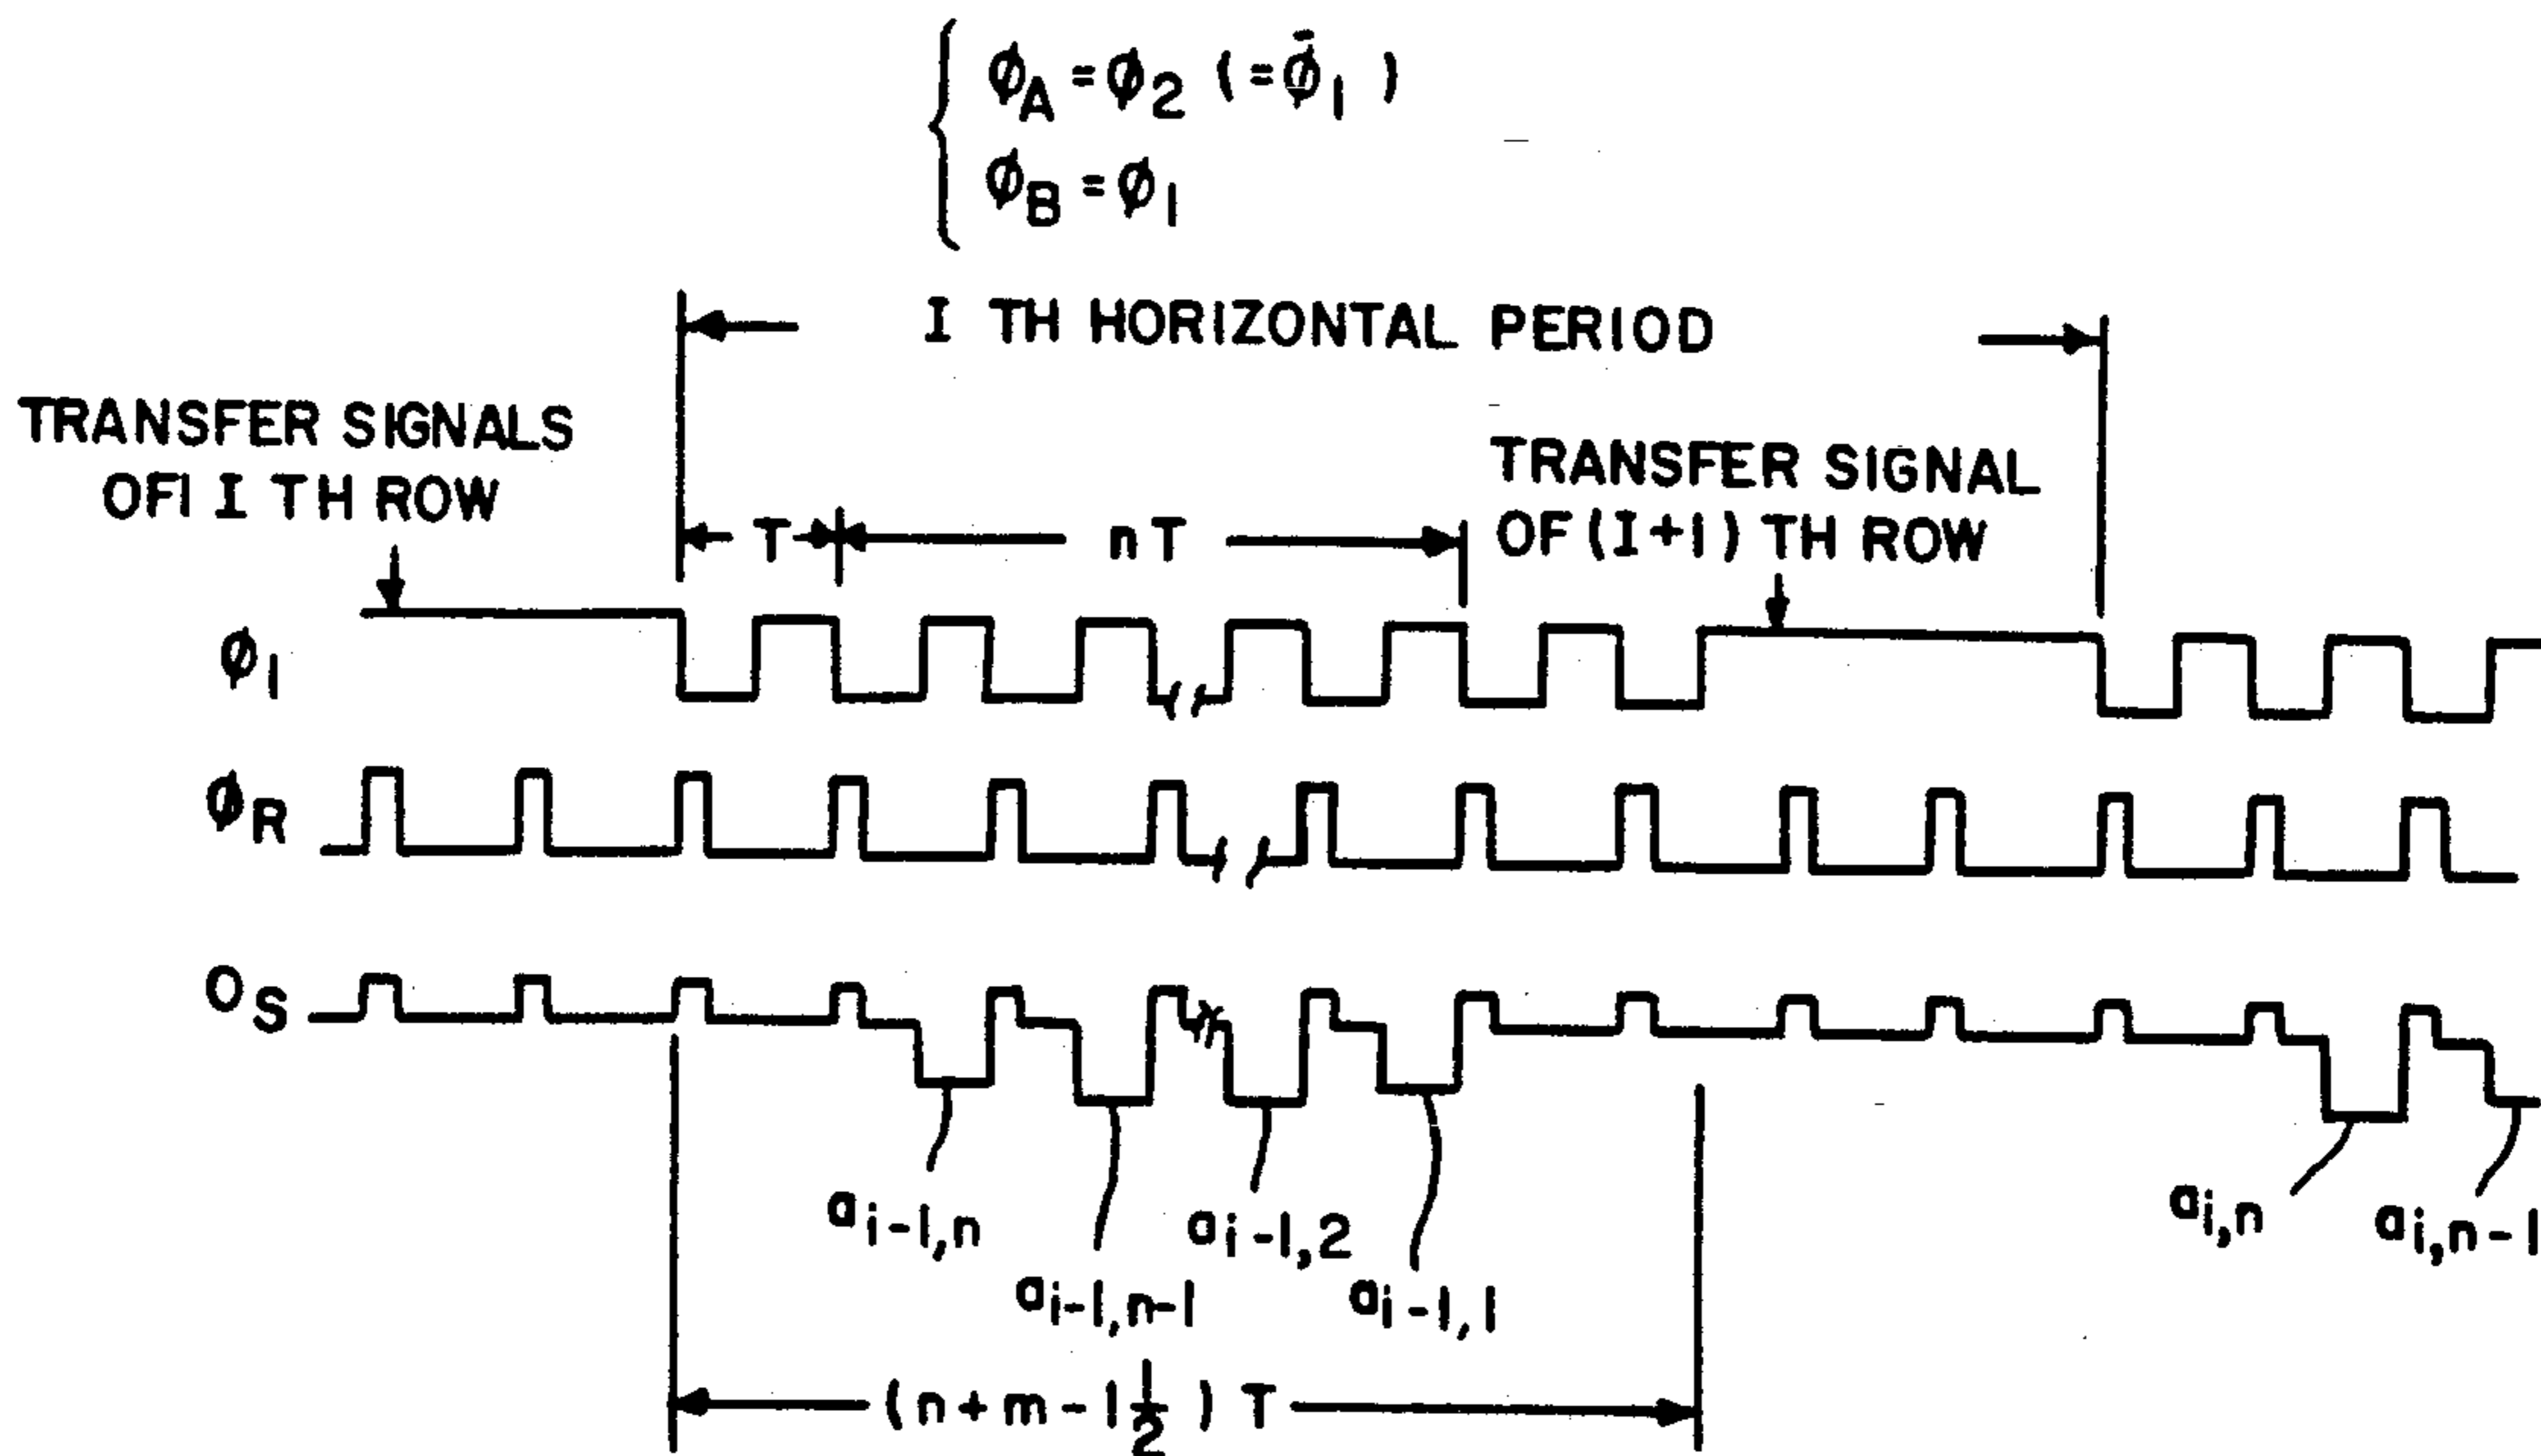 ϕA = ϕ2 (= ϕ̄1 )
ϕB = ϕ1
I TH HORIZONTAL PERIOD
TRANSFER SIGNALS
OFI I TH ROW
TRANSFER SIGNAL
OF (I+1) TH ROW
T
nT
ϕ1
ϕR
OS
ai-1,n
ai-1,n-1
ai-1,2
ai-1,1
ai,n
ai,n-1
(n+m-1 1/2 ) T